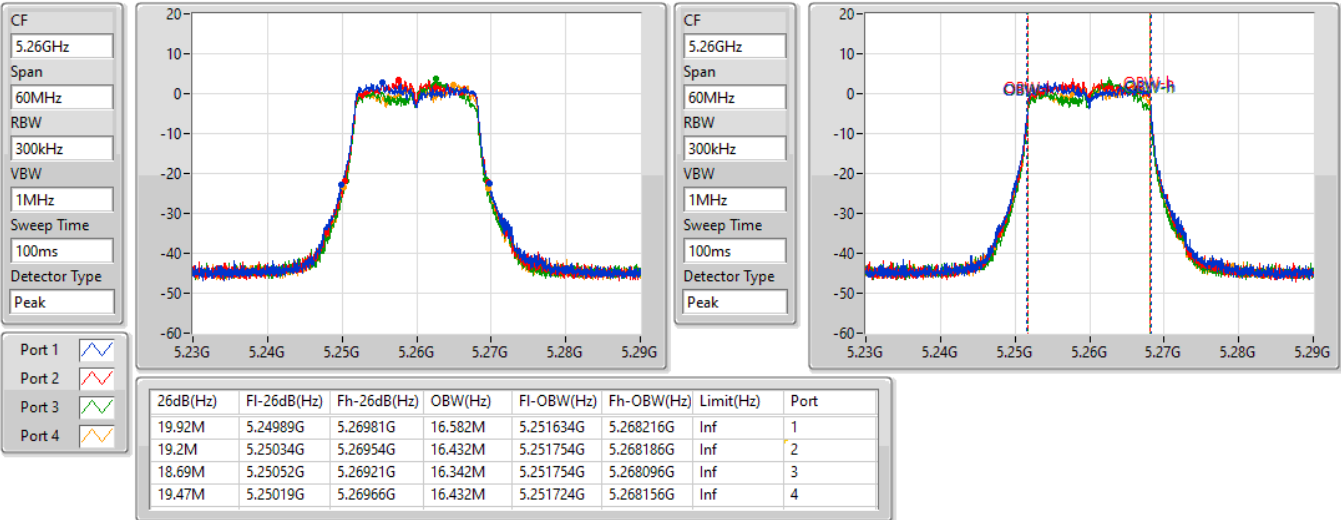 CF
5.26GHz
Span
60MHz
RBW
300kHz
VBW
1MHz
Sweep Time
100ms
Detector Type
Peak
20
10
0
-10
-20
-30
-40
-50
-60
5.23G 5.24G 5.25G 5.26G 5.27G 5.28G 5.29G
CF
5.26GHz
Span
60MHz
RBW
300kHz
VBW
1MHz
Sweep Time
100ms
Detector Type
Peak
20
10
0
-10
-20
-30
-40
-50
-60
OBW-h
5.23G 5.24G 5.25G 5.26G 5.27G 5.28G 5.29G
Port 1
Port 2
Port 3
Port 4
26dB(Hz) Fl-26dB(Hz) Fh-26dB(Hz) OBW(Hz) Fl-OBW(Hz) Fh-OBW(Hz) Limit(Hz) Port
19.92M 5.24989G 5.26981G 16.582M 5.251634G 5.268216G Inf 1
19.2M 5.25034G 5.26954G 16.432M 5.251754G 5.268186G Inf 2
18.69M 5.25052G 5.26921G 16.342M 5.251754G 5.268096G Inf 3
19.47M 5.25019G 5.26966G 16.432M 5.251724G 5.268156G Inf 4